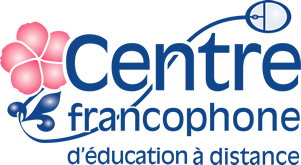 Centre
francophone
d'éducation à distance